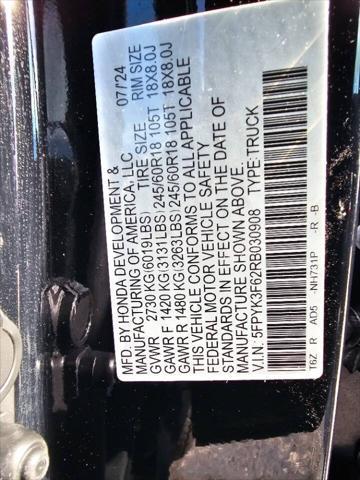 MFD. BY HONDA DEVELOPMENT &
MANUFACTURING OF AMERICA, LLC 07/24
TIRE SIZE RIM SIZE
GVWR 2730 KG(6019LBS)
GAWR F 1420 KG(3131LBS)245/60R18 105T 18X8.0J
GAWR R 1480 KG(3263LBS)245/60R18 105T 18X8.0J
THIS VEHICLE CONFORMS TO ALL APPLICABLE
FEDERAL MOTOR VEHICLE SAFETY
STANDARDS IN EFFECT ON THE DATE OF
MANUFACTURE SHOWN ABOVE.
V.I.N: 5FPYK3F62RB030908 TYPE: TRUCK
T6Z R AD5 -NH731P -R -B